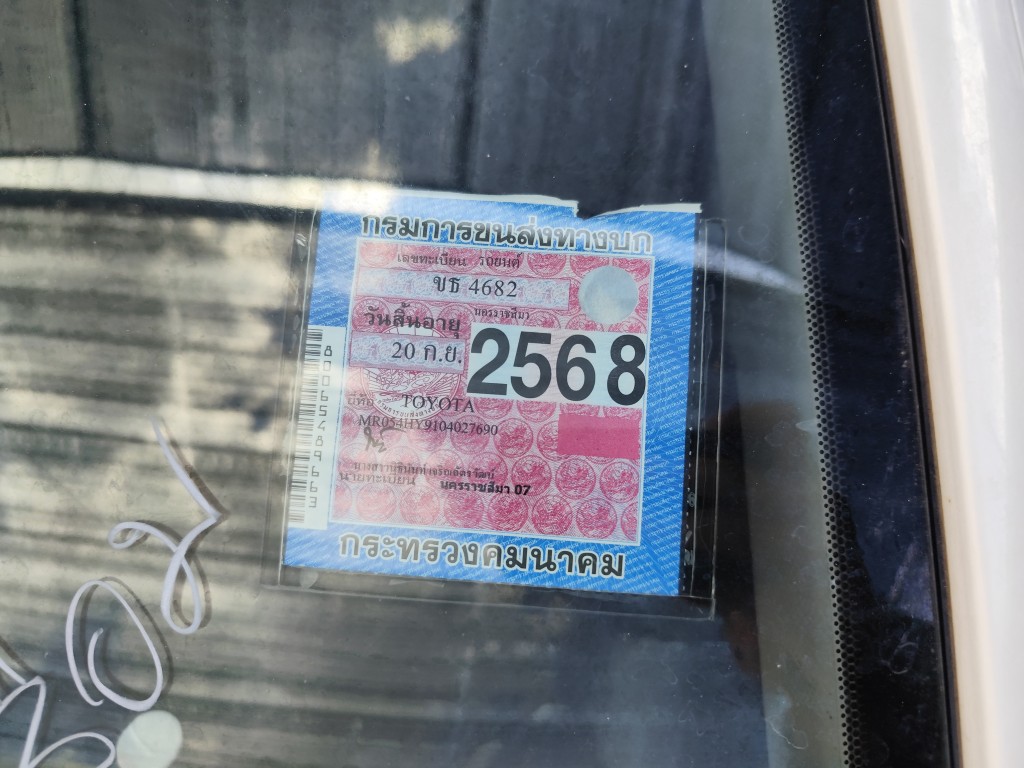 กรมการขนส่งทางบก
เลขทะเบียน รถยนต์
ขธ 4682
นครราชสีมา
วันสิ้นอายุ
20 ก.ย.
2568
ยี่ห้อ TOYOTA
MR054HY9104027690
นายทะเบียน นครราชสีมา 07
กระทรวงคมนาคม
800654896663